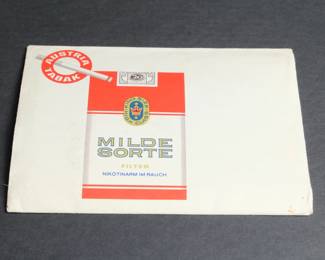 AUSTRIA
TABAK
MILDE
SORTE
FILTER
NIKOTINARM IM RAUCH